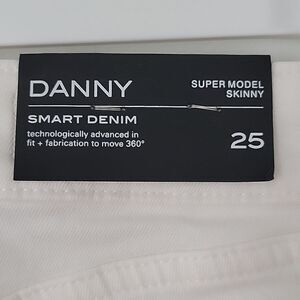 DANNY
SUPER MODEL
SKINNY
SMART DENIM
technologically advanced in
fit + fabrication to move 360°
25